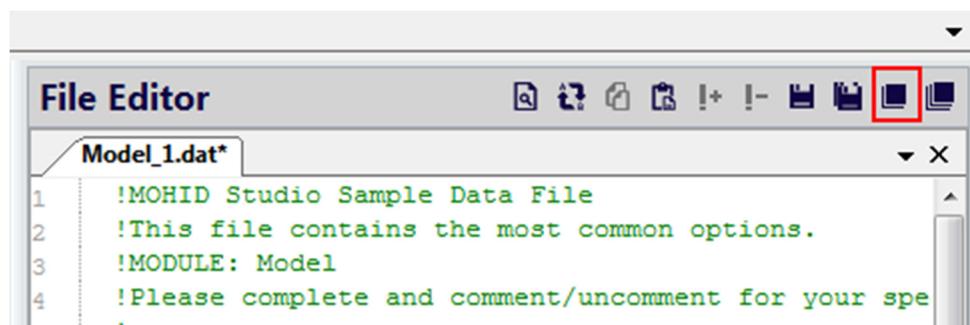 File Editor
Model_1.dat*
1 !MOHID Studio Sample Data File
2 !This file contains the most common options.
3 !MODULE: Model
4 !Please complete and comment/uncomment for your spe